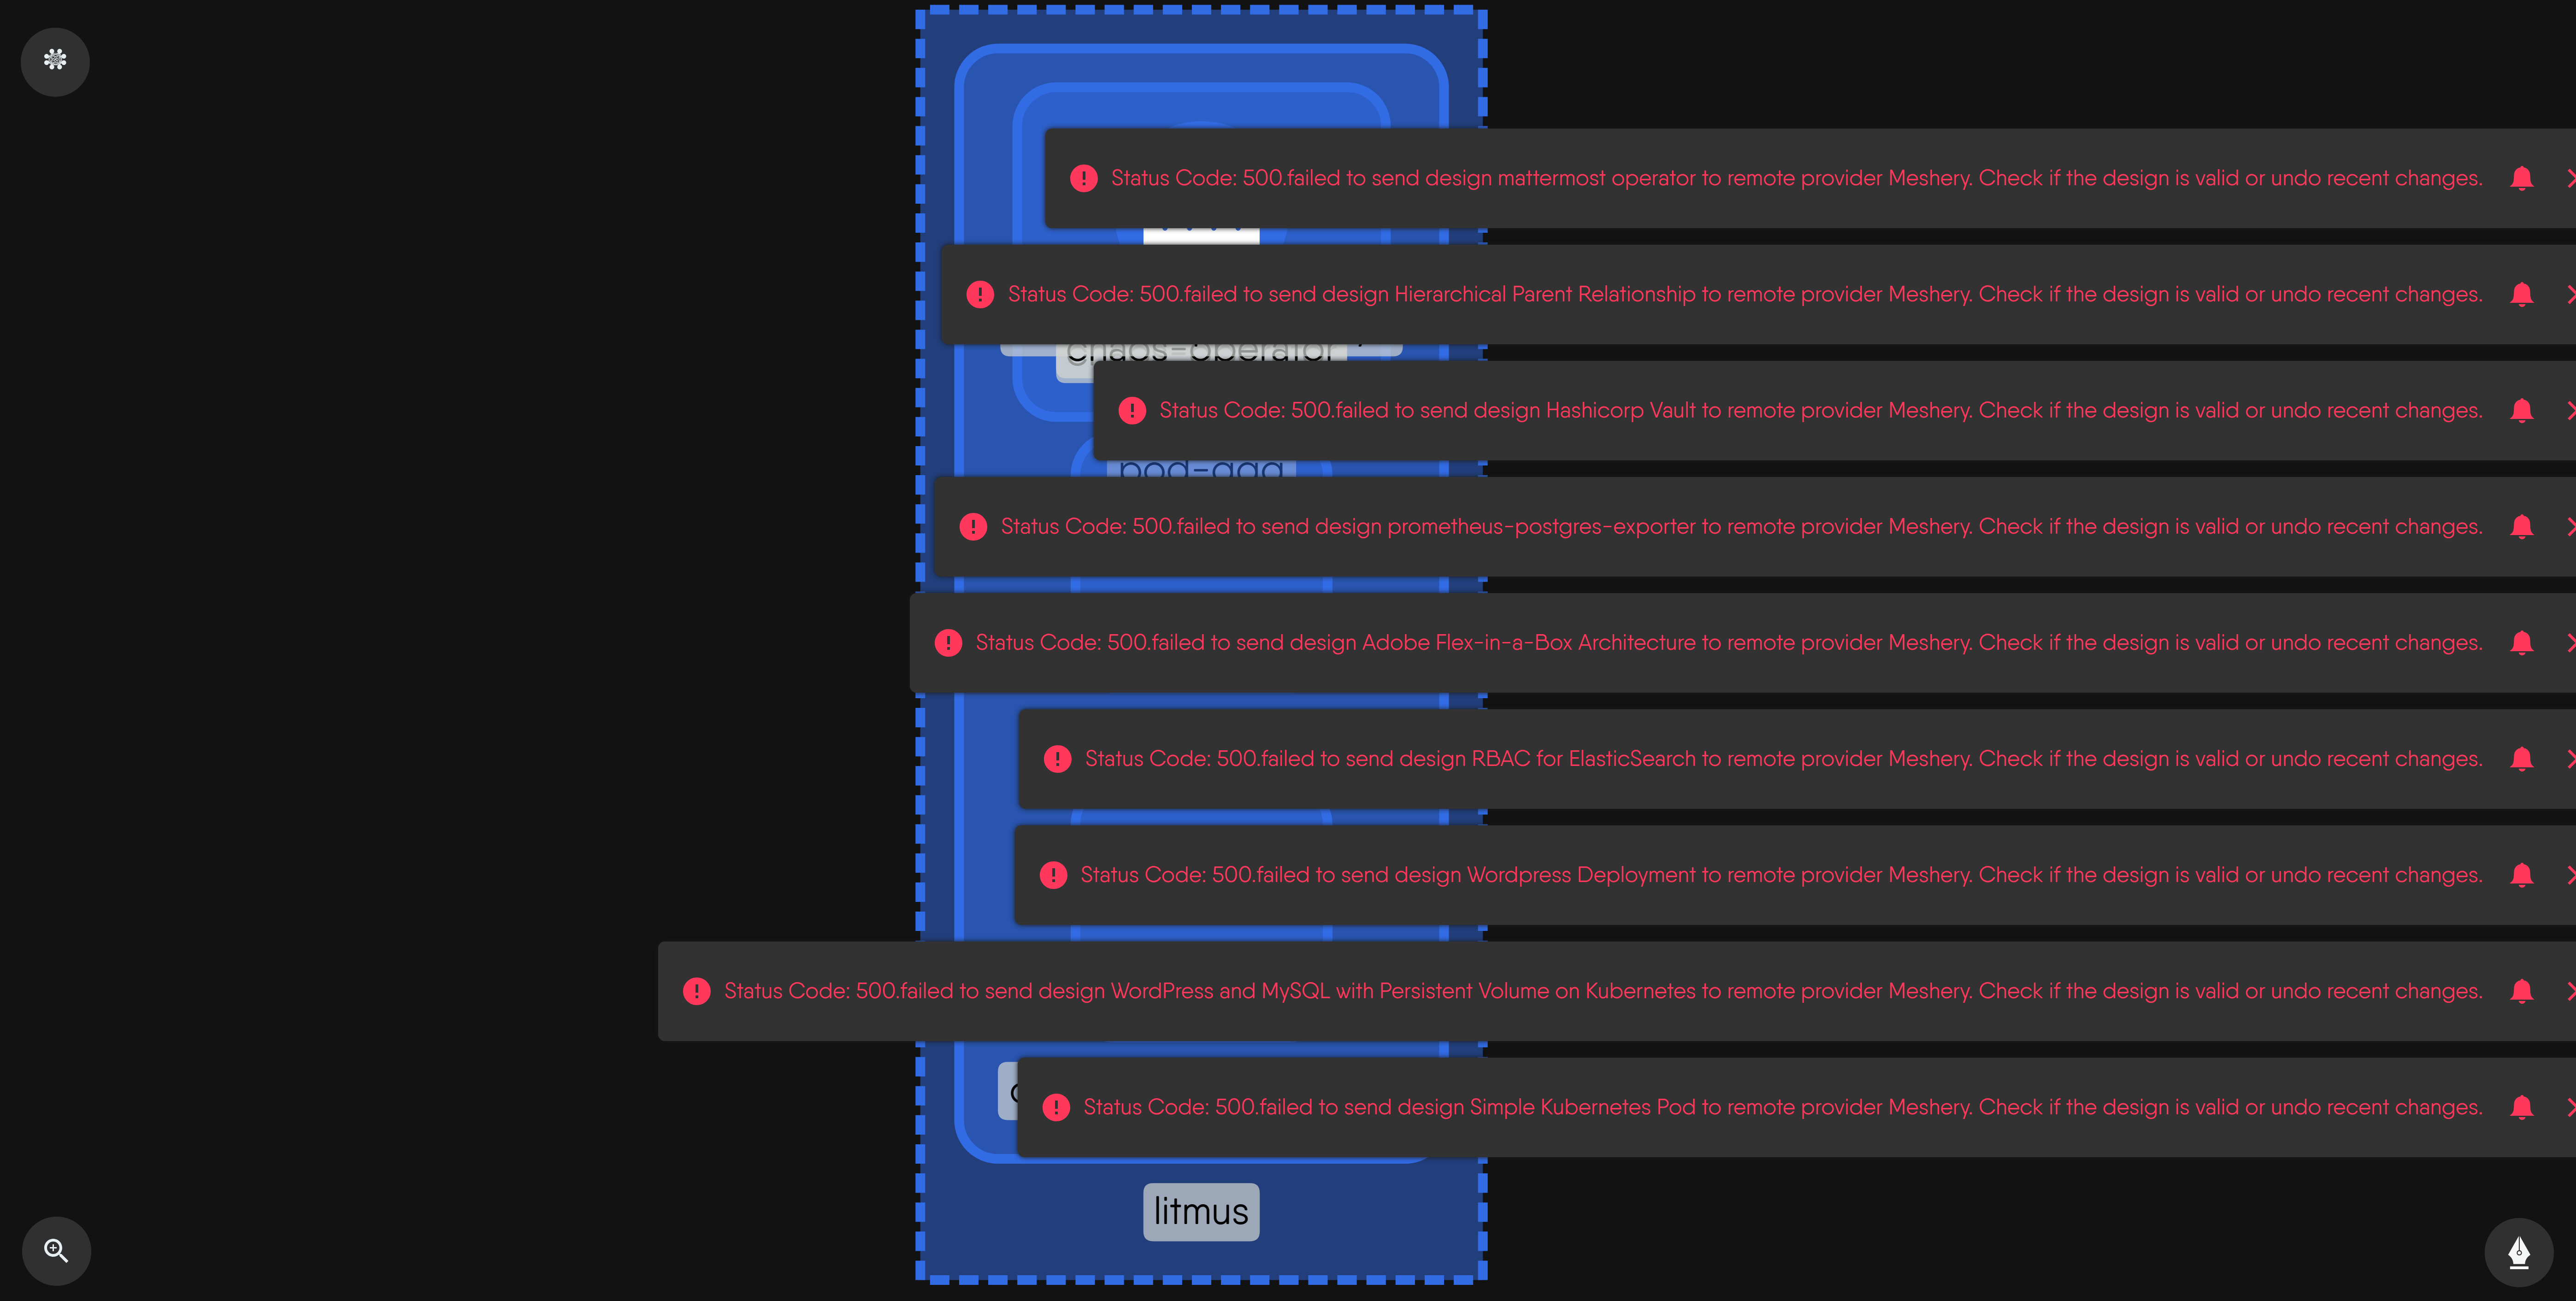 Status Code: 500.failed to send design mattermost operator to remote provider Meshery. Check if the design is valid or undo recent changes.
Status Code: 500.failed to send design Hierarchical Parent Relationship to remote provider Meshery. Check if the design is valid or undo recent changes.
chaos-operator
Status Code: 500.failed to send design Hashicorp Vault to remote provider Meshery. Check if the design is valid or undo recent changes.
Status Code: 500.failed to send design prometheus-postgres-exporter to remote provider Meshery. Check if the design is valid or undo recent changes.
Status Code: 500.failed to send design Adobe Flex-in-a-Box Architecture to remote provider Meshery. Check if the design is valid or undo recent changes.
Status Code: 500.failed to send design RBAC for ElasticSearch to remote provider Meshery. Check if the design is valid or undo recent changes.
Status Code: 500.failed to send design Wordpress Deployment to remote provider Meshery. Check if the design is valid or undo recent changes.
Status Code: 500.failed to send design WordPress and MySQL with Persistent Volume on Kubernetes to remote provider Meshery. Check if the design is valid or undo recent changes.
Status Code: 500.failed to send design Simple Kubernetes Pod to remote provider Meshery. Check if the design is valid or undo recent changes.
litmus